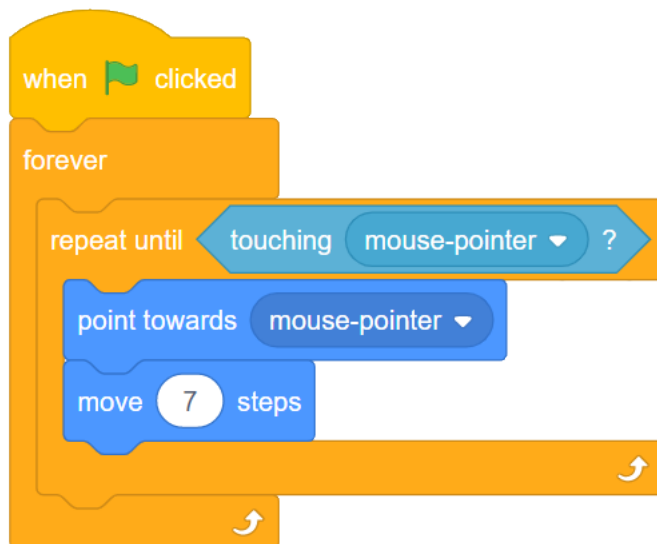 when clicked
forever
repeat until touching mouse-pointer ?
point towards mouse-pointer
move 7 steps